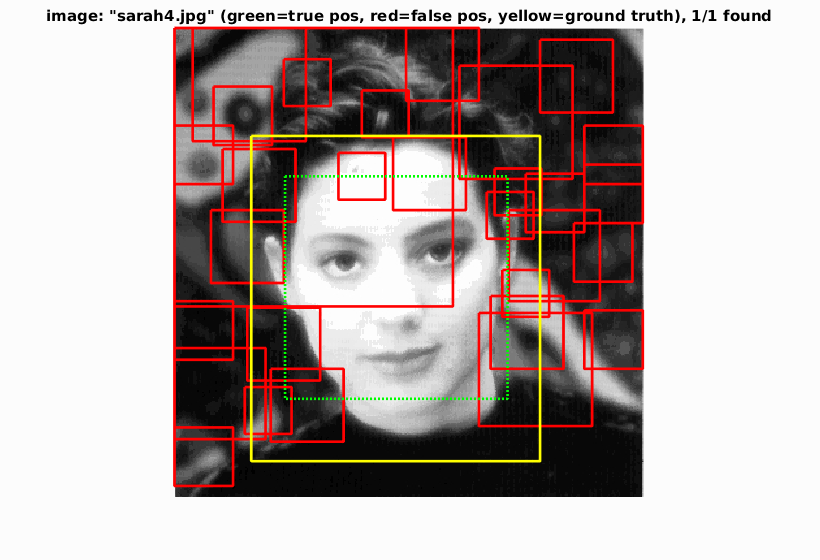 image: "sarah4.jpg" (green=true pos, red=false pos, yellow=ground truth), 1/1 found